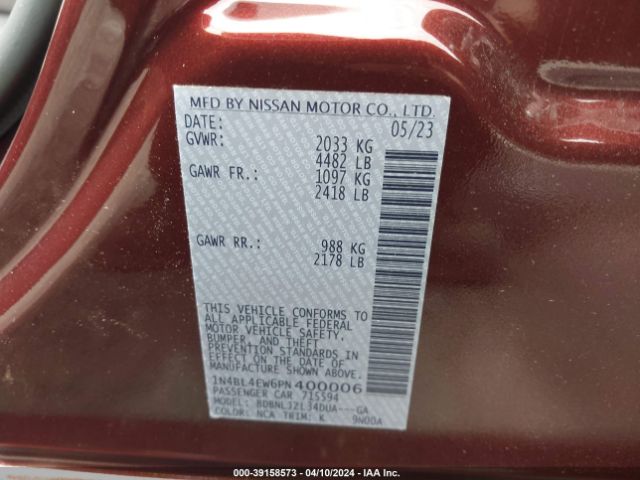 MFD BY NISSAN MOTOR CO., LTD.
DATE: 05/23
GVWR: 2033 KG
4482 LB
GAWR FR.: 1097 KG
2418 LB
GAWR RR.: 988 KG
2178 LB
THIS VEHICLE CONFORMS TO
ALL APPLICABLE FEDERAL
MOTOR VEHICLE SAFETY,
BUMPER, AND THEFT
PREVENTION STANDARDS IN
EFFECT ON THE DATE OF
MANUFACTURE SHOWN ABOVE.
1N4BL4EW6PN400006
PASSENGER CAR 715594
MODEL: BDBNLJZL34DUA---GA
COLOR: NCA TRIM: K 9N00A
000-39158573 - 04/10/2024 - IAA Inc.